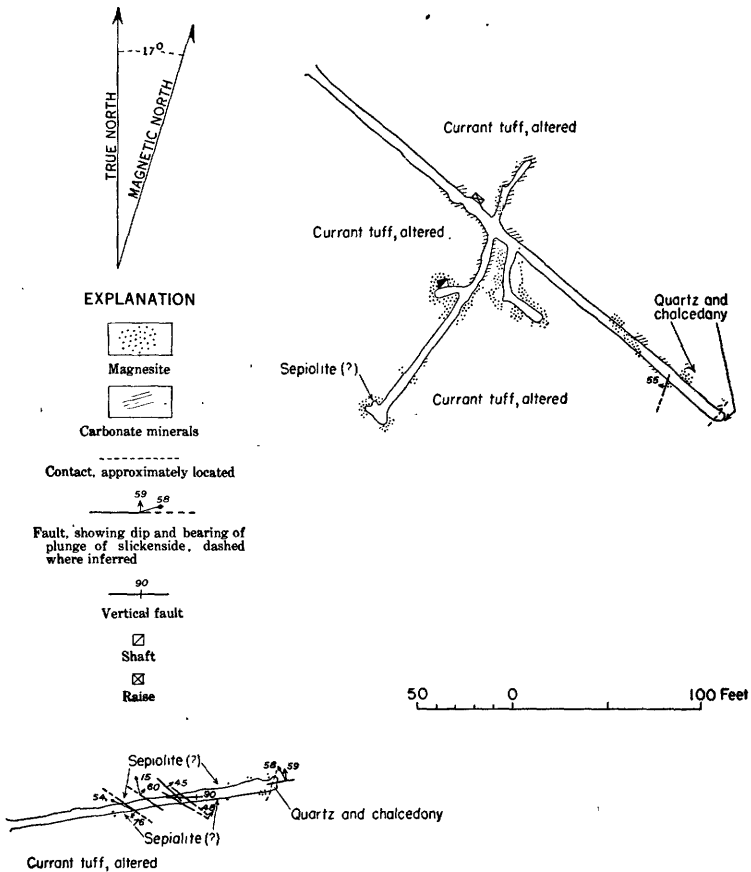 17°
TRUE NORTH
MAGNETIC NORTH
EXPLANATION
Magnesite
Carbonate minerals
Contact, approximately located
59
58
Fault, showing dip and bearing of
plunge of slickenside, dashed
where inferred
90
Vertical fault
Shaft
Raise
Currant tuff, altered
Currant tuff, altered
Quartz and
chalcedony
Sepiolite (?)
Currant tuff, altered
55
50 0 100 Feet
Sepiolite (?)
15
60
45
90
54
76
48
58
59
Quartz and chalcedony
Sepialite (?)
Currant tuff, altered